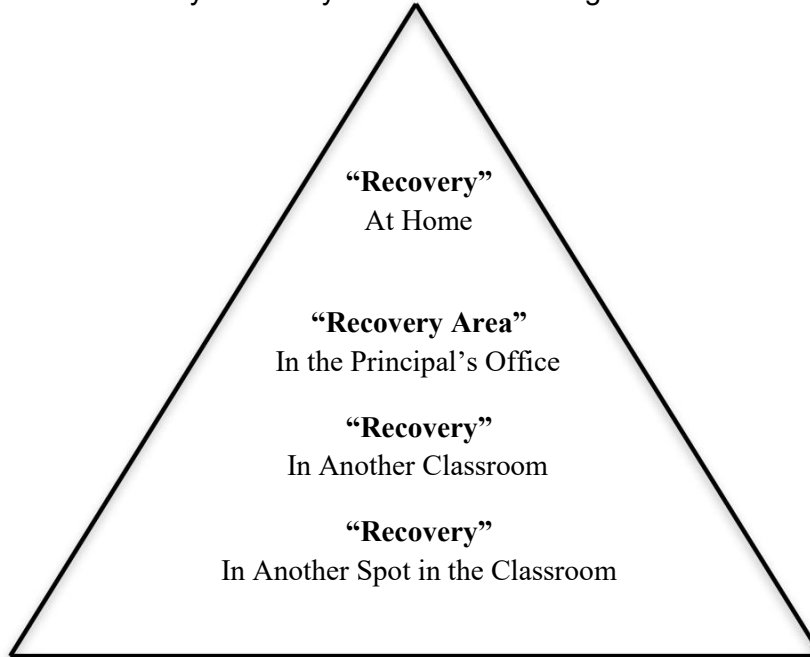 “Recovery”
At Home
“Recovery Area”
In the Principal’s Office
“Recovery”
In Another Classroom
“Recovery”
In Another Spot in the Classroom